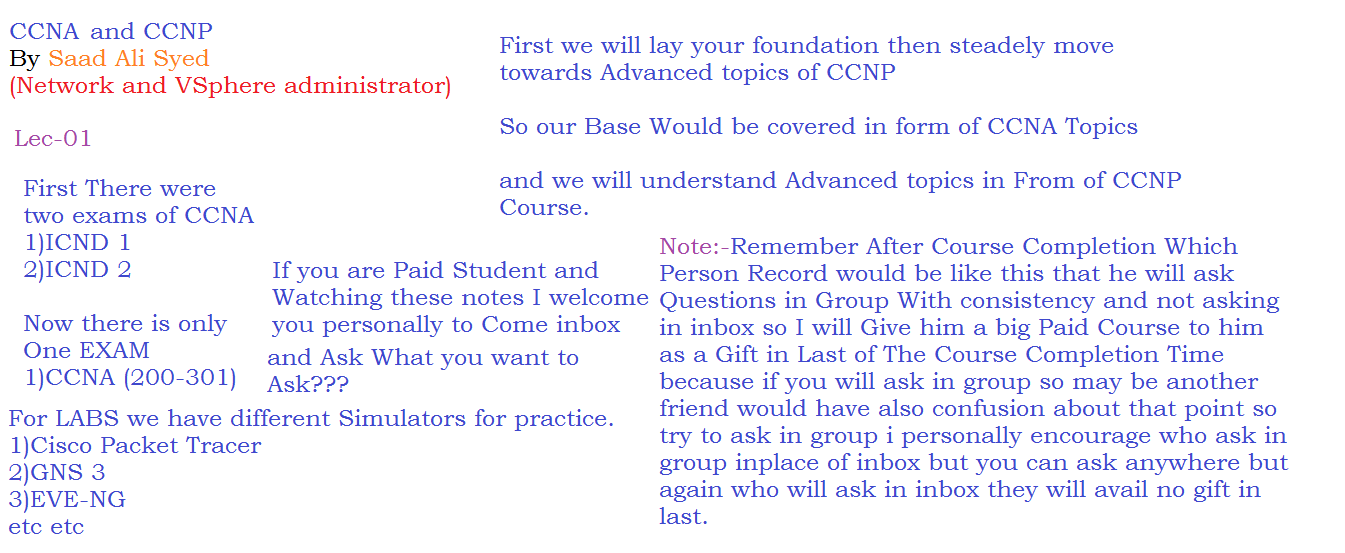 CCNA and CCNP
By Saad Ali Syed
(Network and VSphere administrator)
Lec-01
First There were
two exams of CCNA
1)ICND 1
2)ICND 2
Now there is only
One EXAM
1)CCNA (200-301)
If you are Paid Student and
Watching these notes I welcome
you personally to Come inbox
and Ask What you want to
Ask???
For LABS we have different Simulators for practice.
1)Cisco Packet Tracer
2)GNS 3
3)EVE-NG
etc etc
First we will lay your foundation then steadely move
towards Advanced topics of CCNP
So our Base Would be covered in form of CCNA Topics
and we will understand Advanced topics in From of CCNP
Course.
Note:-Remember After Course Completion Which
Person Record would be like this that he will ask
Questions in Group With consistency and not asking
in inbox so I will Give him a big Paid Course to him
as a Gift in Last of The Course Completion Time
because if you will ask in group so may be another
friend would have also confusion about that point so
try to ask in group i personally encourage who ask in
group inplace of inbox but you can ask anywhere but
again who will ask in inbox they will avail no gift in
last.